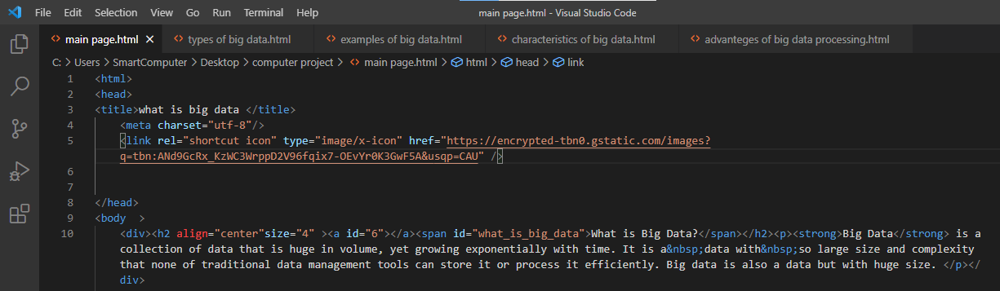 File Edit Selection View Go Run Terminal Help main page.html - Visual Studio Code
main page.html types of big data.html examples of big data.html characteristics of big data.html advanteges of big data processing.html
C: > Users > SmartComputer > Desktop > computer project > main page.html > html > head > link
1 <html>
2 <head>
3 <title>what is big data </title>
4 <meta charset="utf-8"/>
5 <link rel="shortcut icon" type="image/x-icon" href="https://encrypted-tbn0.gstatic.com/images?
q=tbn:ANd9GcRx_KzWC3WrppD2V96fqix7-OEvYr0K3GwF5A&usqp=CAU" />
6
7
8 </head>
9 <body  >
10 <div><h2 align="center"size="4" ><a id="6"></a><span id="what_is_big_data">What is Big Data?</span></h2><p><strong>Big Data</strong> is a
collection of data that is huge in volume, yet growing exponentially with time. It is a&nbsp;data with&nbsp;so large size and complexity
that none of traditional data management tools can store it or process it efficiently. Big data is also a data but with huge size. </p></
div>